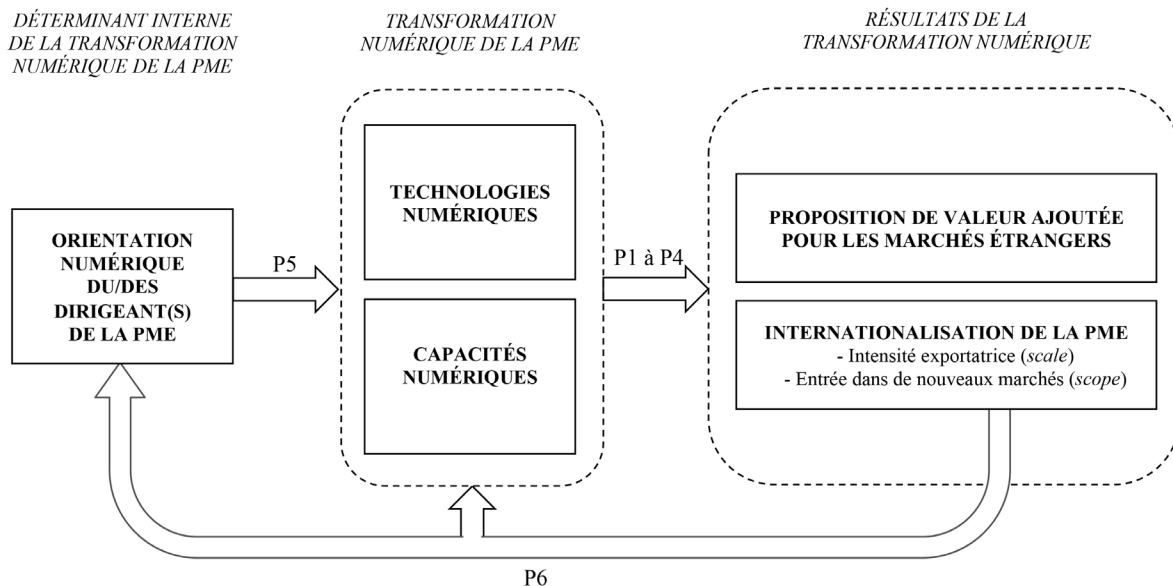 DÉTERMINANT INTERNE
DE LA TRANSFORMATION
NUMÉRIQUE DE LA PME
TRANSFORMATION
NUMÉRIQUE DE LA PME
RÉSULTATS DE LA
TRANSFORMATION NUMÉRIQUE
ORIENTATION
NUMÉRIQUE
DU/DES
DIRIGEANT(S)
DE LA PME
P5
TECHNOLOGIES
NUMÉRIQUES
CAPACITÉS
NUMÉRIQUES
P1 à P4
PROPOSITION DE VALEUR AJOUTÉE
POUR LES MARCHÉS ÉTRANGERS
INTERNATIONALISATION DE LA PME
- Intensité exportatrice (scale)
- Entrée dans de nouveaux marchés (scope)
P6